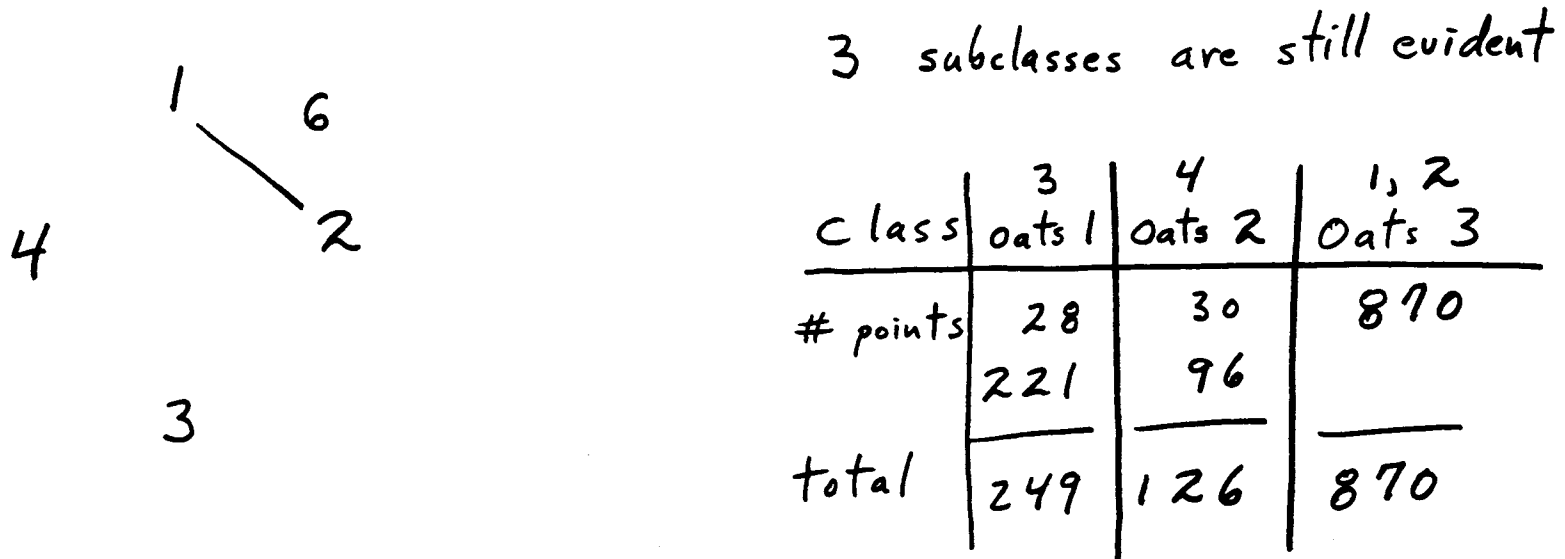 3 subclasses are still evident
1 6
4 2
3
3 4 1, 2
Class oats 1 Oats 2 Oats 3
# points 28 30 870
221 96
total 249 126 870